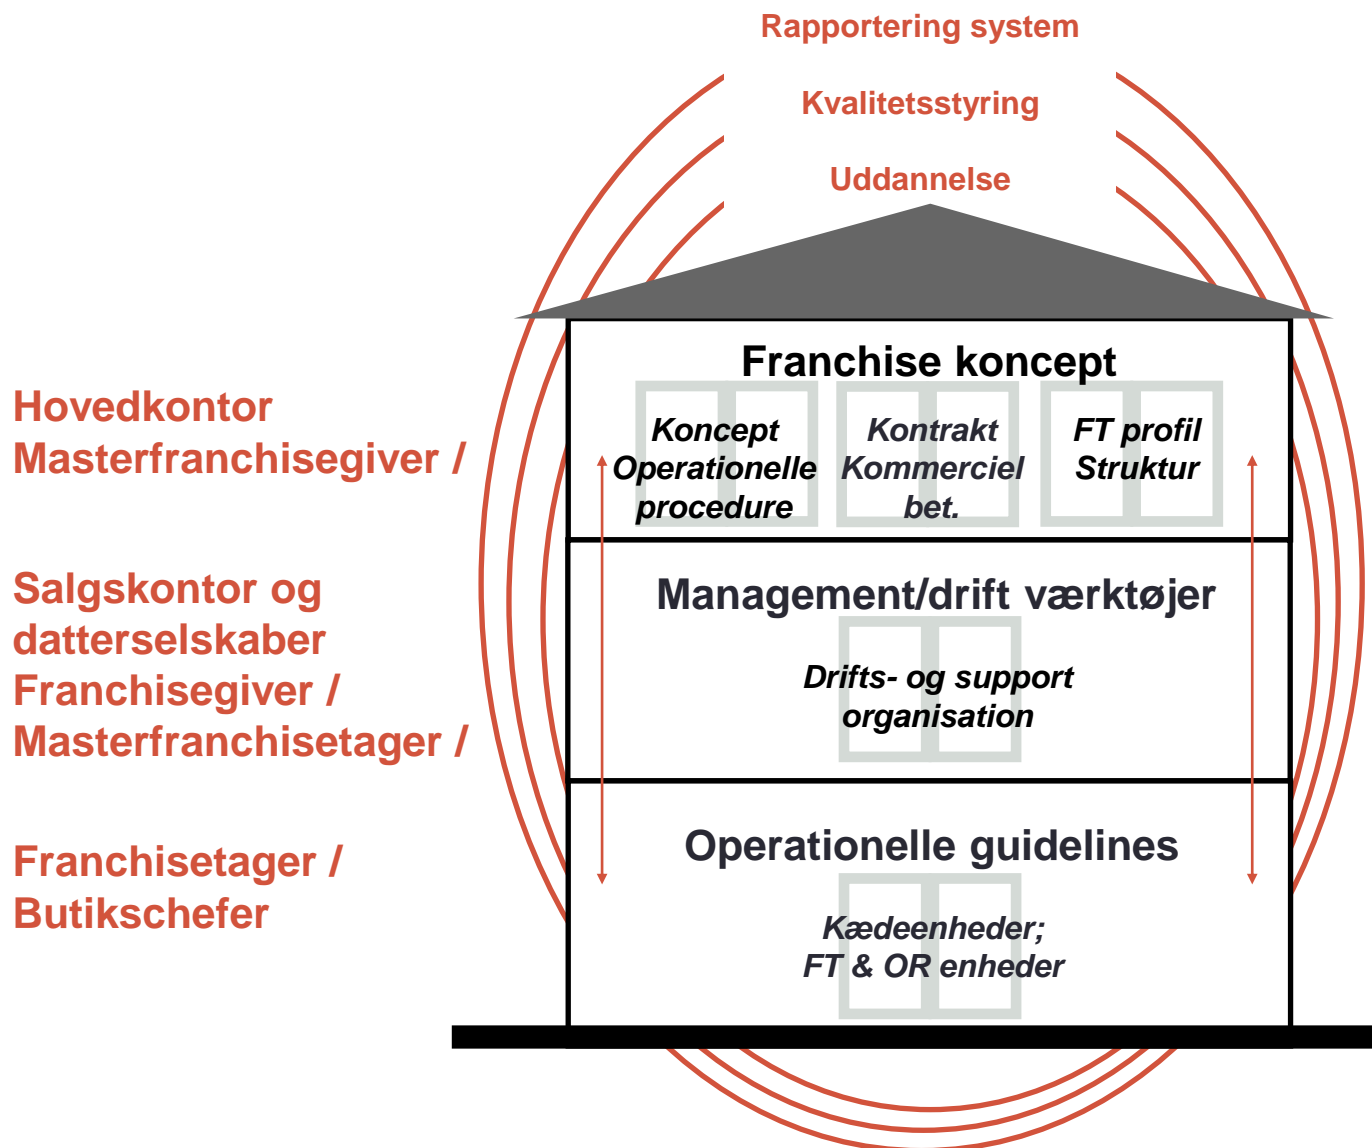 Rapportering system
Kvalitetsstyring
Uddannelse
Franchise koncept
Koncept
Operationelle
procedure
Kontrakt
Kommerciel
bet.
FT profil
Struktur
Hovedkontor
Masterfranchisegiver /
Management/drift værktøjer
Drifts- og support
organisation
Salgskontor og
datterselskaber
Franchisegiver /
Masterfranchisetager /
Operationelle guidelines
Kædeenheder;
FT & OR enheder
Franchisetager /
Butikschefer